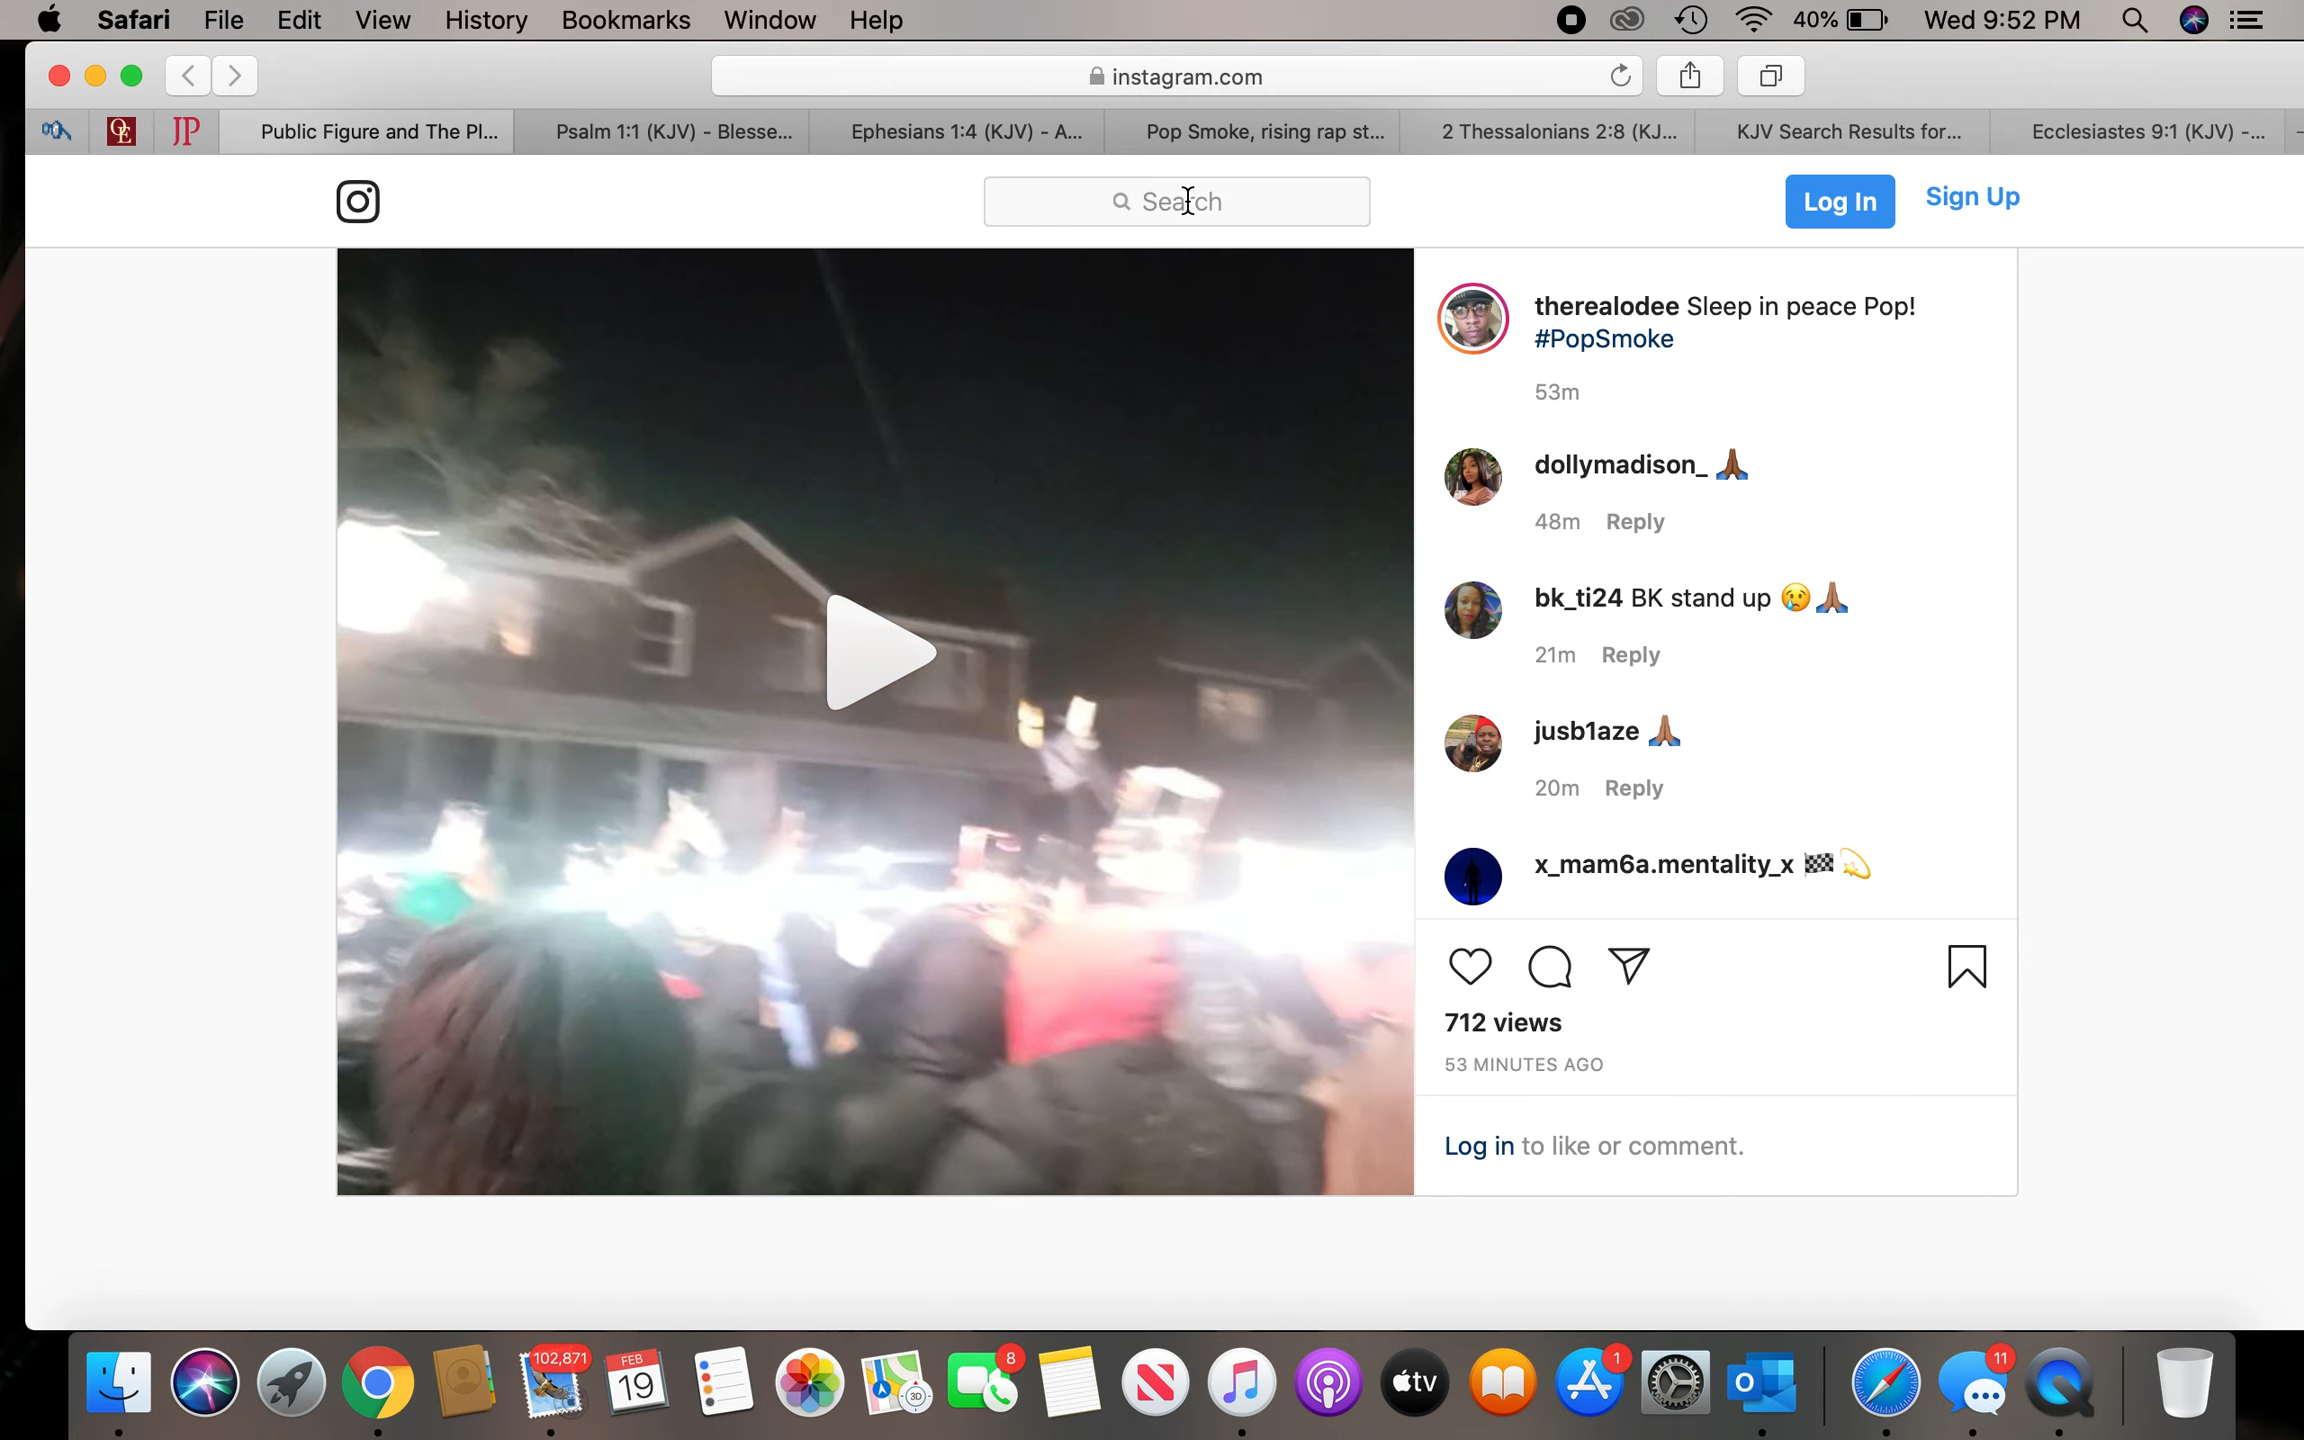 Safari File Edit View History Bookmarks Window Help 40% Wed 9:52 PM
instagram.com
OE JP Public Figure and The Pl... Psalm 1:1 (KJV) - Blesse... Ephesians 1:4 (KJV) - A... Pop Smoke, rising rap st... 2 Thessalonians 2:8 (KJ... KJV Search Results for... Ecclesiastes 9:1 (KJV) -...
Search Log In Sign Up
therealodee Sleep in peace Pop!
#PopSmoke
53m
dollymadison_ 🙏🏾
48m Reply
bk_ti24 BK stand up 😢🙏🏽
21m Reply
jusb1aze 🙏🏽
20m Reply
x_mam6a.mentality_x 🏁💫
712 views
53 MINUTES AGO
Log in to like or comment.
102,871 FEB 19 3D 8 tv 1 O 11